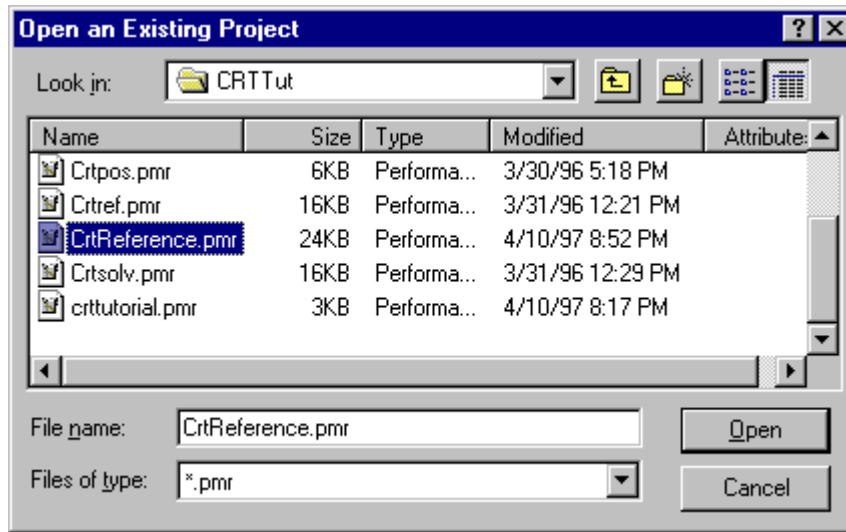 Open an Existing Project
Look in: CRTTut
Name Size Type Modified Attributes
Crtpos.pmr 6KB Performa... 3/30/96 5:18 PM
Crtref.pmr 16KB Performa... 3/31/96 12:21 PM
CrtReference.pmr 24KB Performa... 4/10/97 8:52 PM
Crtsolv.pmr 16KB Performa... 3/31/96 12:29 PM
crttutorial.pmr 3KB Performa... 4/10/97 8:17 PM
File name: CrtReference.pmr Open
Files of type: *.pmr Cancel